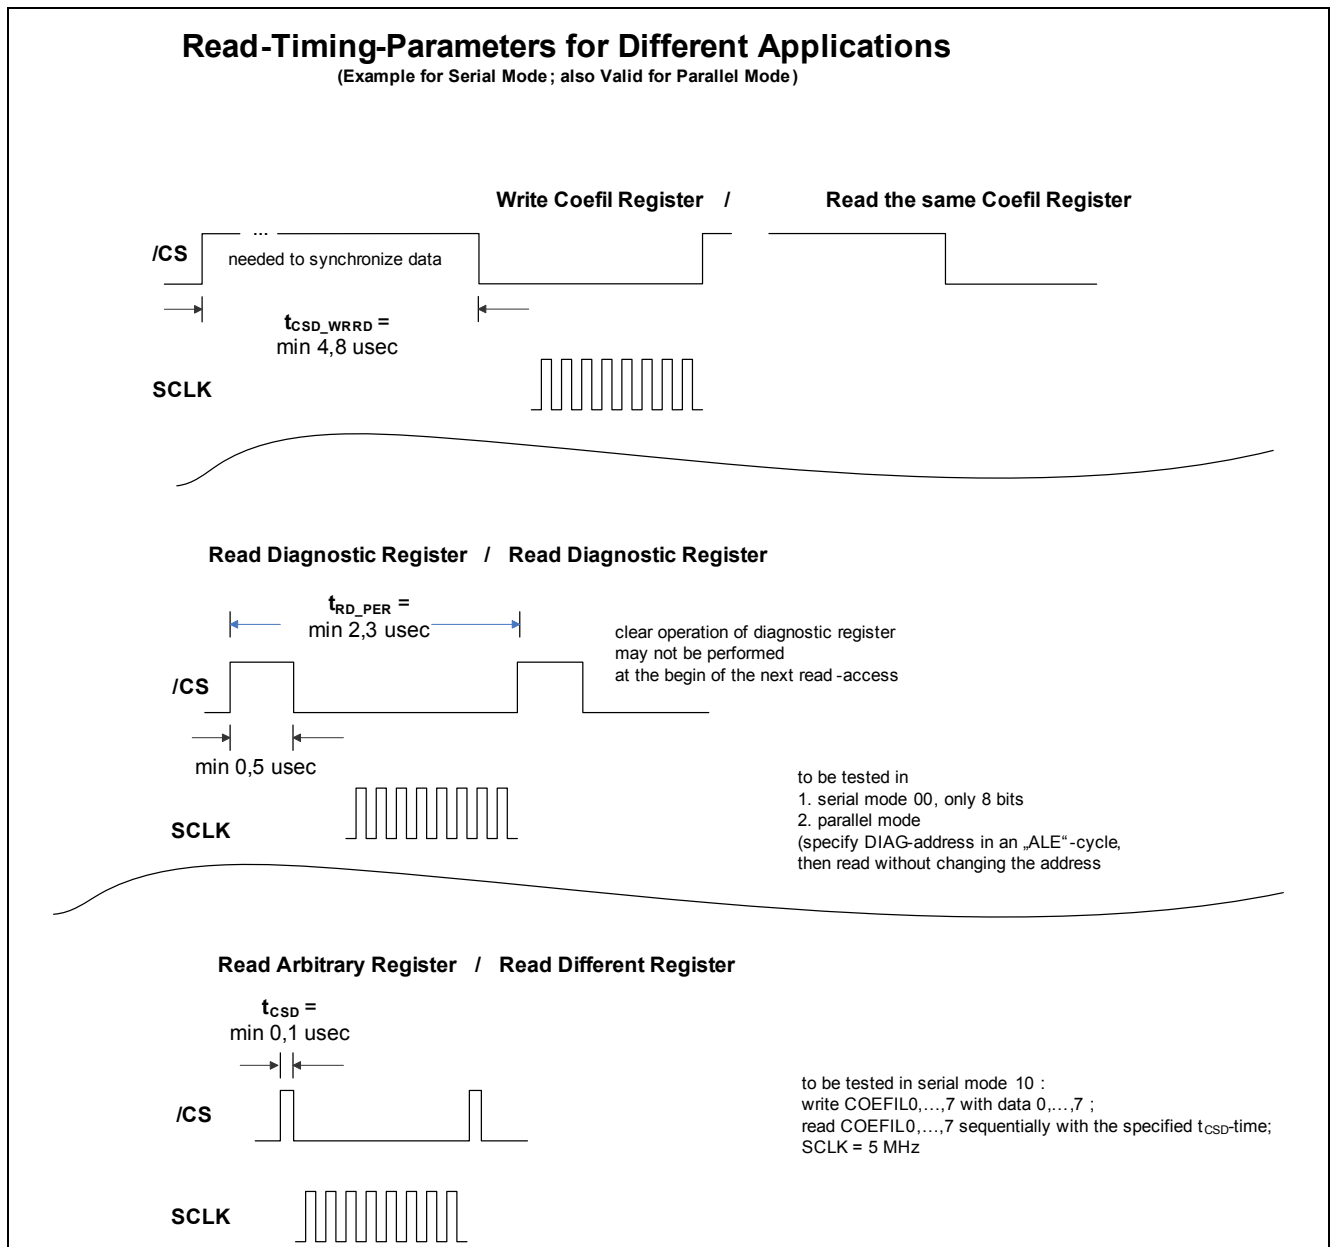 Read-Timing-Parameters for Different Applications
(Example for Serial Mode; also Valid for Parallel Mode)
Write Coefil Register / Read the same Coefil Register
...
/CS
needed to synchronize data
tCSD_WRRD =
min 4,8 usec
SCLK
Read Diagnostic Register / Read Diagnostic Register
tRD_PER =
min 2,3 usec
clear operation of diagnostic register
may not be performed
at the begin of the next read-access
/CS
min 0,5 usec
to be tested in
1. serial mode 00, only 8 bits
2. parallel mode
(specify DIAG-address in an „ALE“-cycle,
then read without changing the address
SCLK
Read Arbitrary Register / Read Different Register
tCSD =
min 0,1 usec
/CS
to be tested in serial mode 10 :
write COEFIL0,...,7 with data 0,...,7 ;
read COEFIL0,...,7 sequentially with the specified tCSD-time;
SCLK = 5 MHz
SCLK